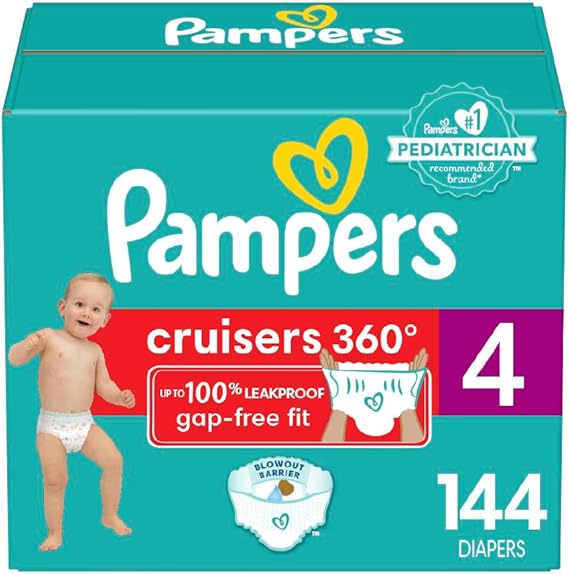 Pampers
Pampers #1
PEDIATRICIAN
recommended
brand*
™
Pampers
cruisers 360°
4
UP TO 100% LEAKPROOF
gap-free fit
BLOWOUT
BARRIER
™
144
DIAPERS